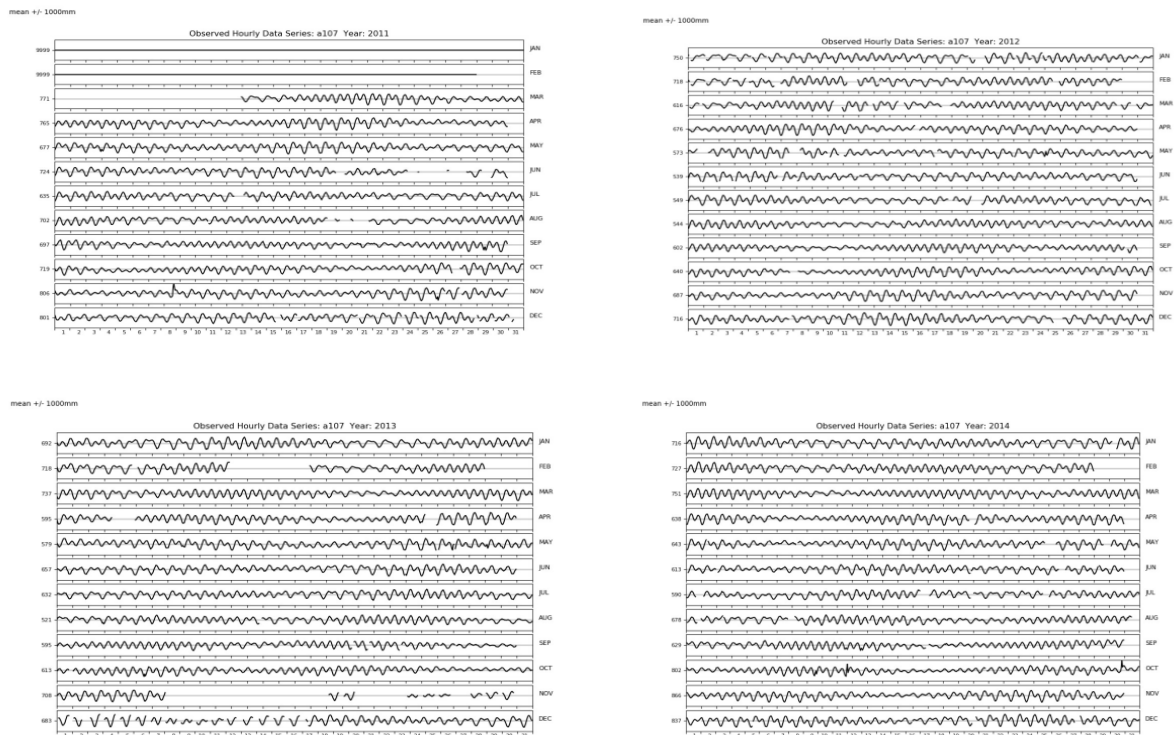 mean +/- 1000mm
Observed Hourly Data Series: a107 Year: 2011
9999 JAN
9999 FEB
771 MAR
765 APR
677 MAY
724 JUN
635 JUL
702 AUG
697 SEP
719 OCT
806 NOV
801 DEC
1 2 3 4 5 6 7 8 9 10 11 12 13 14 15 16 17 18 19 20 21 22 23 24 25 26 27 28 29 30 31
mean +/- 1000mm
Observed Hourly Data Series: a107 Year: 2012
750 JAN
718 FEB
616 MAR
676 APR
573 MAY
539 JUN
549 JUL
544 AUG
602 SEP
640 OCT
687 NOV
716 DEC
1 2 3 4 5 6 7 8 9 10 11 12 13 14 15 16 17 18 19 20 21 22 23 24 25 26 27 28 29 30 31
mean +/- 1000mm
Observed Hourly Data Series: a107 Year: 2013
692 JAN
718 FEB
737 MAR
595 APR
579 MAY
657 JUN
632 JUL
521 AUG
595 SEP
613 OCT
708 NOV
683 DEC
mean +/- 1000mm
Observed Hourly Data Series: a107 Year: 2014
716 JAN
727 FEB
751 MAR
638 APR
643 MAY
613 JUN
590 JUL
678 AUG
629 SEP
802 OCT
866 NOV
837 DEC